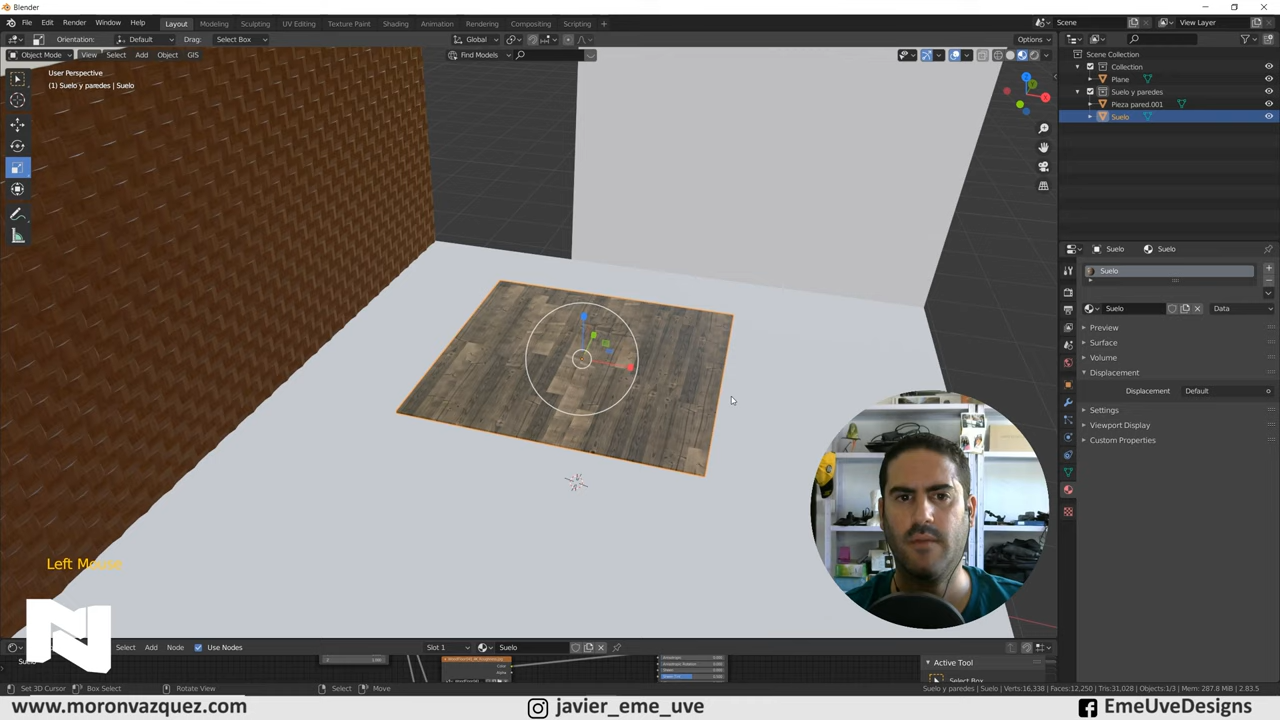 Blender
File Edit Render Window Help Layout Modeling Sculpting UV Editing Texture Paint Shading Animation Rendering Compositing Scripting + Scene View Layer
Orientation: Default Drag: Select Box Global Options
Object Mode View Select Add Object GIS Find Models
User Perspective
(1) Suelo y paredes | Suelo
Scene Collection
Collection
Plane
Suelo y paredes
Pieza pared.001
Suelo
Suelo Suelo
Suelo
Suelo Data
Preview
Surface
Volume
Displacement
Displacement Default
Settings
Viewport Display
Custom Properties
Left Mouse
Select Add Node Use Nodes Slot 1 Suelo
Active Tool
Select Box
Set 3D Cursor Box Select Rotate View Select Move Suelo y paredes | Suelo | Verts:16,338 | Faces:12,250 | Tris:31,028 | Objects:1/3 | Mem: 287.8 MiB | 2.83.5
www.moronvazquez.com javier_eme_uve EmeUveDesigns